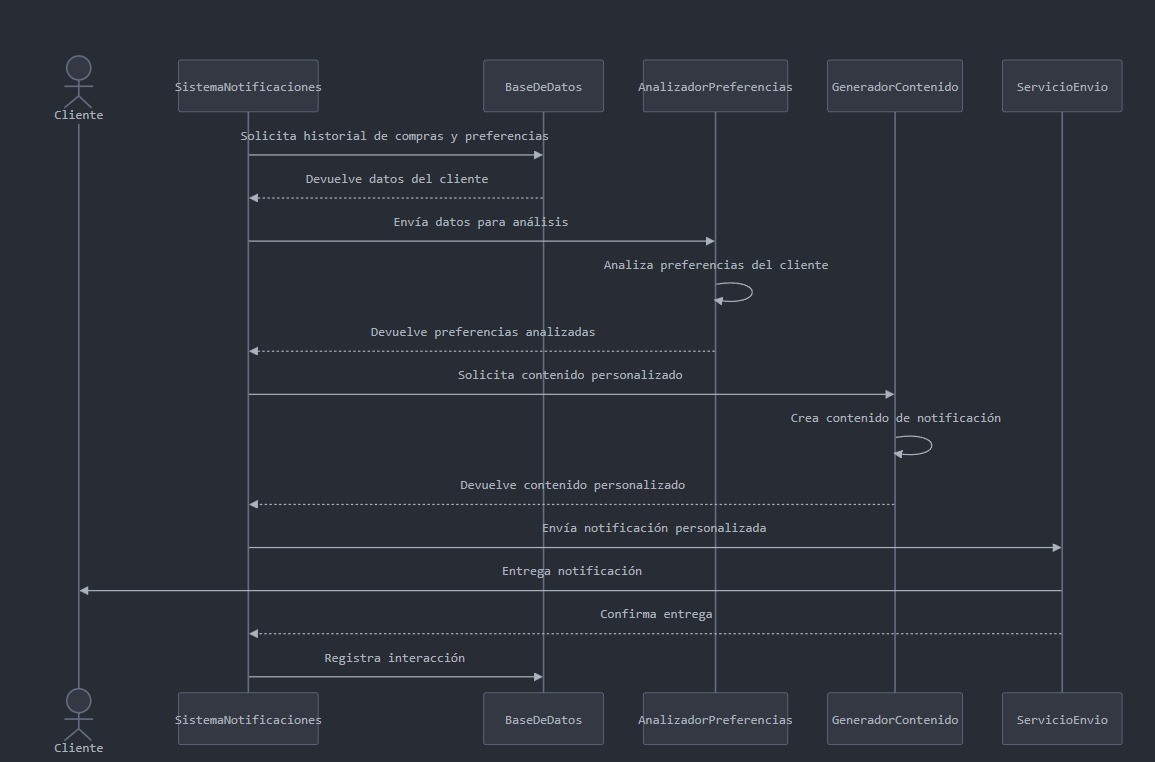 Cliente
SistemaNotificaciones
BaseDeDatos
AnalizadorPreferencias
GeneradorContenido
ServicioEnvio
Solicita historial de compras y preferencias
Devuelve datos del cliente
Envía datos para análisis
Analiza preferencias del cliente
Devuelve preferencias analizadas
Solicita contenido personalizado
Crea contenido de notificación
Devuelve contenido personalizado
Envía notificación personalizada
Entrega notificación
Confirma entrega
Registra interacción
Cliente
SistemaNotificaciones
BaseDeDatos
AnalizadorPreferencias
GeneradorContenido
ServicioEnvio